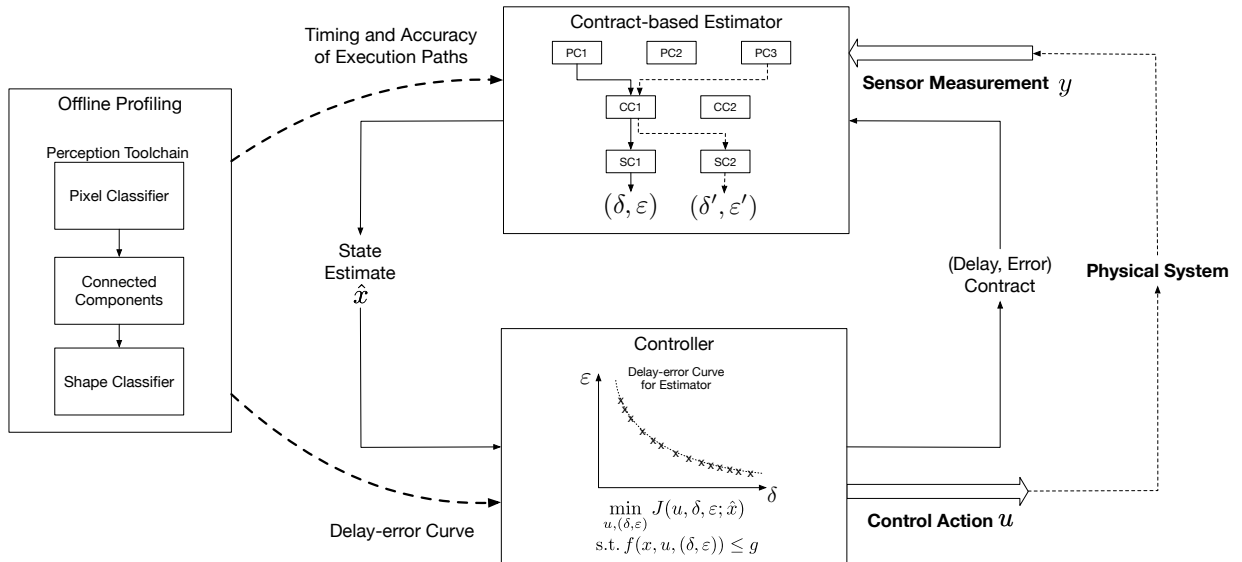 Offline Profiling
Perception Toolchain
Pixel Classifier
Connected
Components
Shape Classifier
Timing and Accuracy
of Execution Paths
Delay-error Curve
Contract-based Estimator
PC1 PC2 PC3
CC1 CC2
SC1 SC2
(δ, ε) (δ′, ε′)
State
Estimate
x̂
Controller
Delay-error Curve
for Estimator
ε
x x x x x x x x x x x x x x x
δ
min J(u, δ, ε; x̂)
u,(δ,ε)
s.t. f(x, u, (δ, ε)) ≤ g
Sensor Measurement y
(Delay, Error)
Contract
Physical System
Control Action u